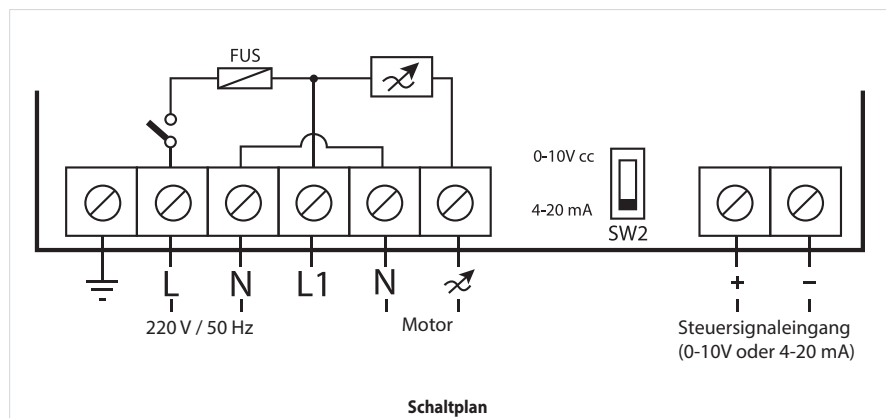 FUS
0-10V cc
4-20 mA
SW2
L N L1 N
+ −
220 V / 50 Hz
Motor
Steuersignaleingang
(0-10V oder 4-20 mA)
Schaltplan